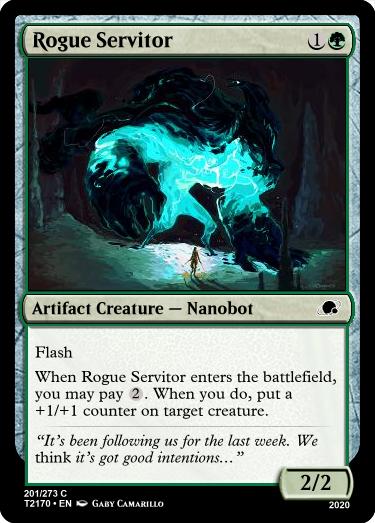 Rogue Servitor 1
Artifact Creature — Nanobot
Flash
When Rogue Servitor enters the battlefield,
you may pay 2. When you do, put a
+1/+1 counter on target creature.
“It’s been following us for the last week. We
think it’s got good intentions…”
2/2
201/273 C
T2170 • EN Gaby Camarillo
2020